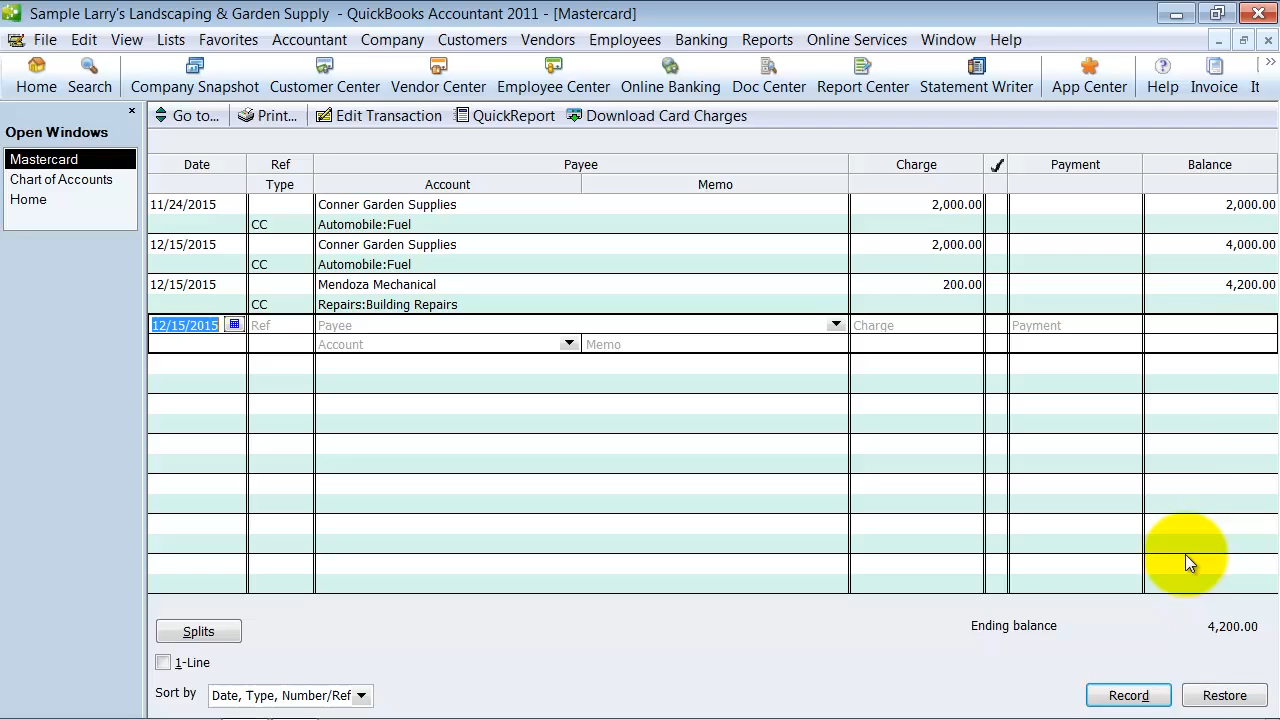 Sample Larry's Landscaping & Garden Supply - QuickBooks Accountant 2011 - [Mastercard]
File Edit View Lists Favorites Accountant Company Customers Vendors Employees Banking Reports Online Services Window Help
Home Search Company Snapshot Customer Center Vendor Center Employee Center Online Banking Doc Center Report Center Statement Writer App Center Help Invoice It
Open Windows
Mastercard
Chart of Accounts
Home
Go to... Print... Edit Transaction QuickReport Download Card Charges
Date Ref Payee Charge ✓ Payment Balance
Type Account Memo
11/24/2015 Conner Garden Supplies 2,000.00 2,000.00
CC Automobile:Fuel
12/15/2015 Conner Garden Supplies 2,000.00 4,000.00
CC Automobile:Fuel
12/15/2015 Mendoza Mechanical 200.00 4,200.00
CC Repairs:Building Repairs
12/15/2015 Ref Payee Charge Payment
Account Memo
Splits
Ending balance 4,200.00
1-Line
Sort by Date, Type, Number/Ref
Record Restore